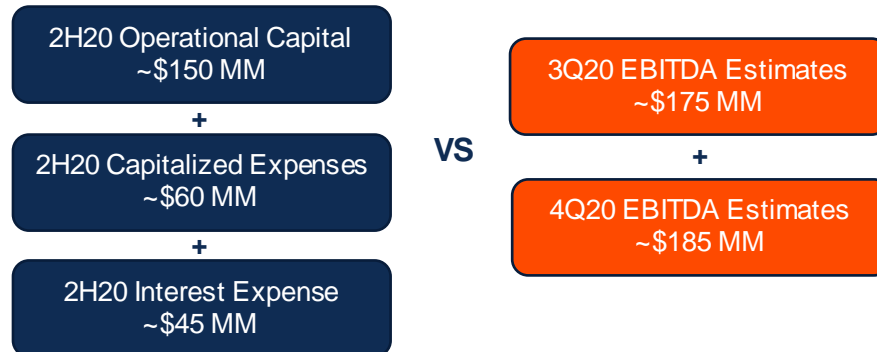 2H20 Operational Capital
~$150 MM
+
2H20 Capitalized Expenses
~$60 MM
+
2H20 Interest Expense
~$45 MM
VS
3Q20 EBITDA Estimates
~$175 MM
+
4Q20 EBITDA Estimates
~$185 MM